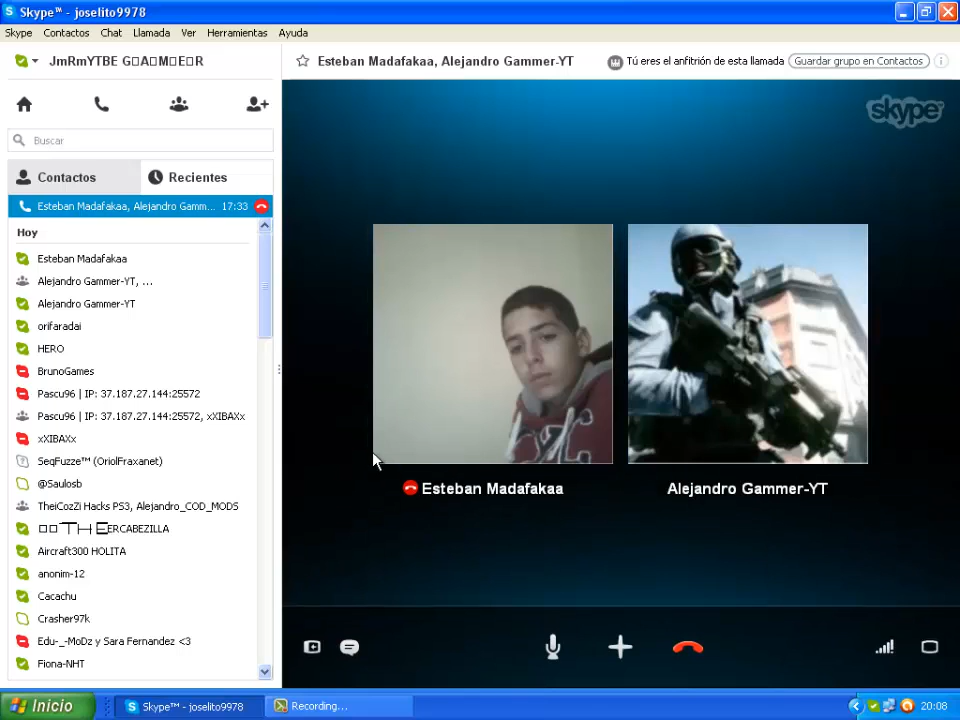 Skype™ - joselito9978
Skype Contactos Chat Llamada Ver Herramientas Ayuda
JmRmYTBE G□A□M□E□R
Esteban Madafakaa, Alejandro Gammer-YT
Tú eres el anfitrión de esta llamada
Guardar grupo en Contactos
skype
Buscar
Contactos
Recientes
Esteban Madafakaa, Alejandro Gamm... 17:33
Hoy
Esteban Madafakaa
Alejandro Gammer-YT, ...
Alejandro Gammer-YT
orifaradai
HERO
BrunoGames
Pascu96 | IP: 37.187.27.144:25572
Pascu96 | IP: 37.187.27.144:25572, xXIBAXx
xXIBAXx
SeqFuzze™ (OriolFraxanet)
@Saulosb
TheiCozZi Hacks PS3, Alejandro_COD_MODS
□□TH EERCABEZILLA
Aircraft300 HOLITA
anonim-12
Cacachu
Crasher97k
Edu-_-MoDz y Sara Fernandez <3
Fiona-NHT
Esteban Madafakaa
Alejandro Gammer-YT
Inicio
Skype™ - joselito9978
Recording...
20:08